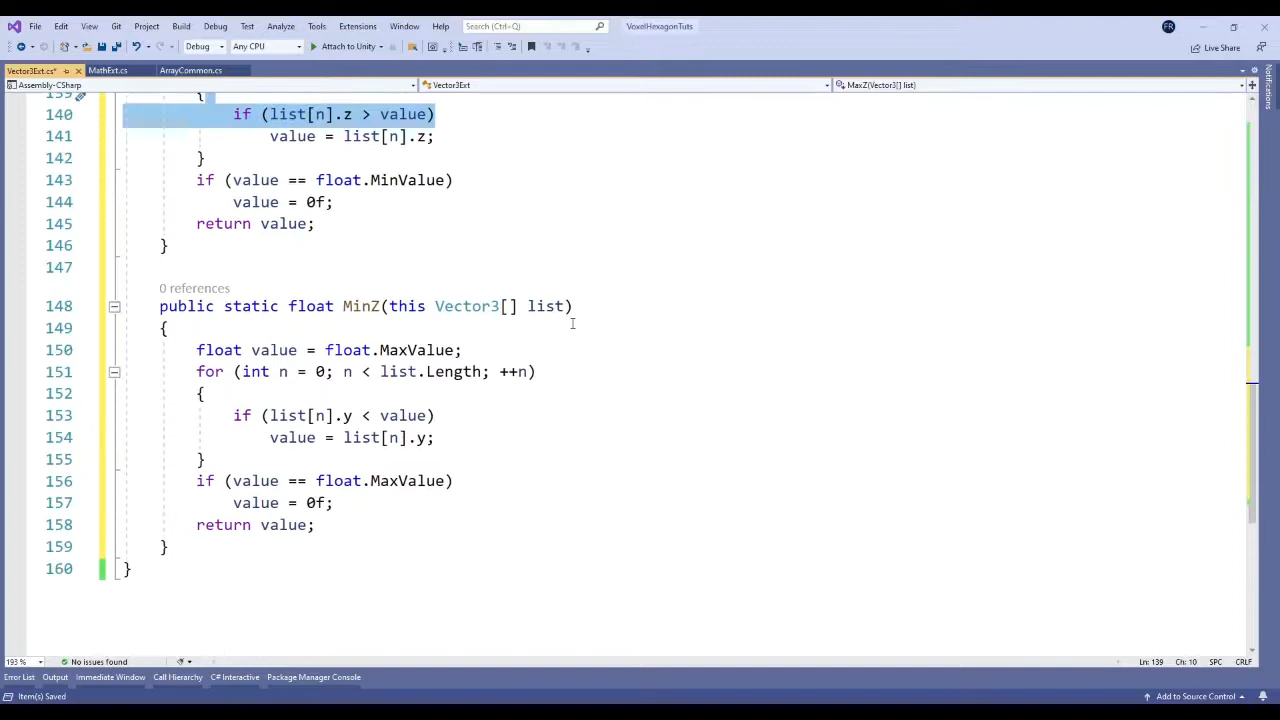 File Edit View Git Project Build Debug Test Analyze Tools Extensions Window Help Search (Ctrl+Q) VoxelHexagonTuts FR
Debug Any CPU Attach to Unity Live Share
Vector3Ext.cs* MathExt.cs ArrayCommon.cs
Assembly-CSharp Vector3Ext MaxZ(Vector3[] list)
Notifications
139 {
140 if (list[n].z > value)
141 value = list[n].z;
142 }
143 if (value == float.MinValue)
144 value = 0f;
145 return value;
146 }
147
0 references
148 public static float MinZ(this Vector3[] list)
149 {
150 float value = float.MaxValue;
151 for (int n = 0; n < list.Length; ++n)
152 {
153 if (list[n].y < value)
154 value = list[n].y;
155 }
156 if (value == float.MaxValue)
157 value = 0f;
158 return value;
159 }
160 }
193 % No issues found Ln: 139 Ch: 10 SPC CRLF
Error List Output Immediate Window Call Hierarchy C# Interactive Package Manager Console
Item(s) Saved Add to Source Control